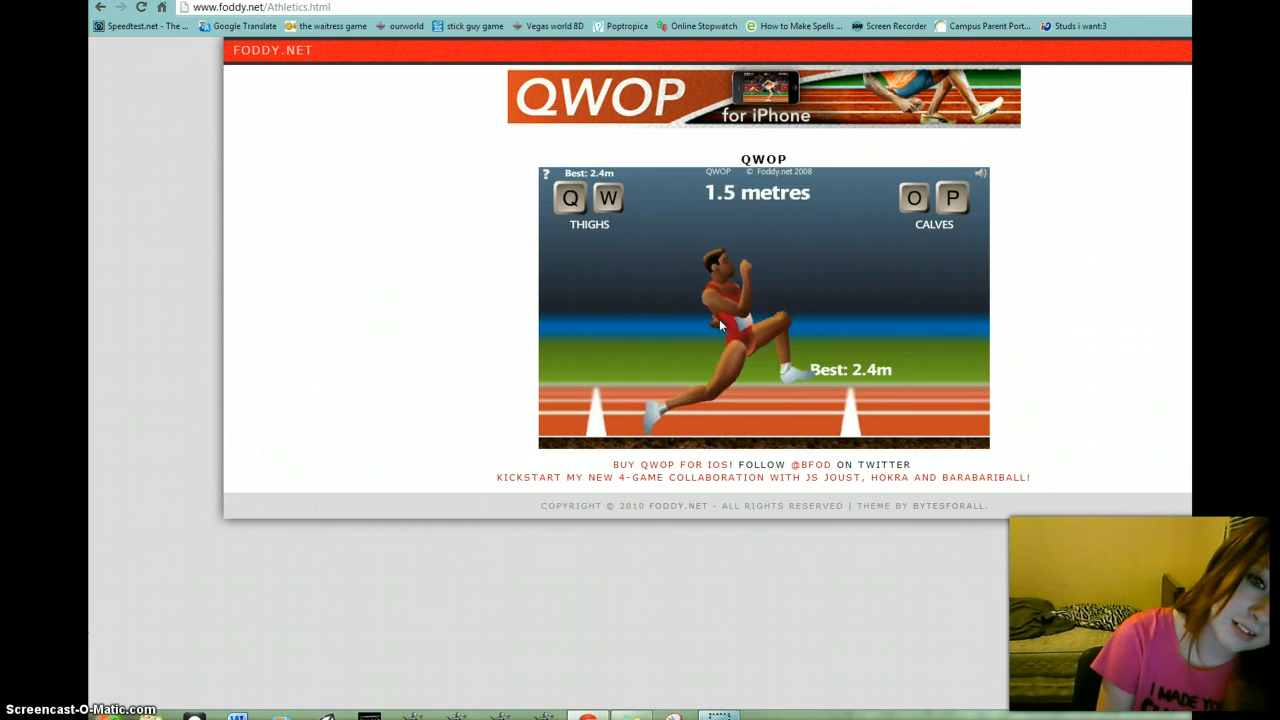 www.foddy.net/Athletics.html
Speedtest.net - The ... Google Translate the waitress game ourworld stick guy game Vegas world 8D Poptropica Online Stopwatch How to Make Spells ... Screen Recorder Campus Parent Port... Studs i want:3
FODDY.NET
QWOP
for iPhone
QWOP
? Best: 2.4m QWOP © Foddy.net 2008
1.5 metres
Q W O P
THIGHS CALVES
Best: 2.4m
BUY QWOP FOR IOS! FOLLOW @BFOD ON TWITTER
KICKSTART MY NEW 4-GAME COLLABORATION WITH JS JOUST, HOKRA AND BARABARIBALL!
COPYRIGHT © 2010 FODDY.NET - ALL RIGHTS RESERVED | THEME BY BYTESFORALL.
I MADE YOU
Screencast-O-Matic.com